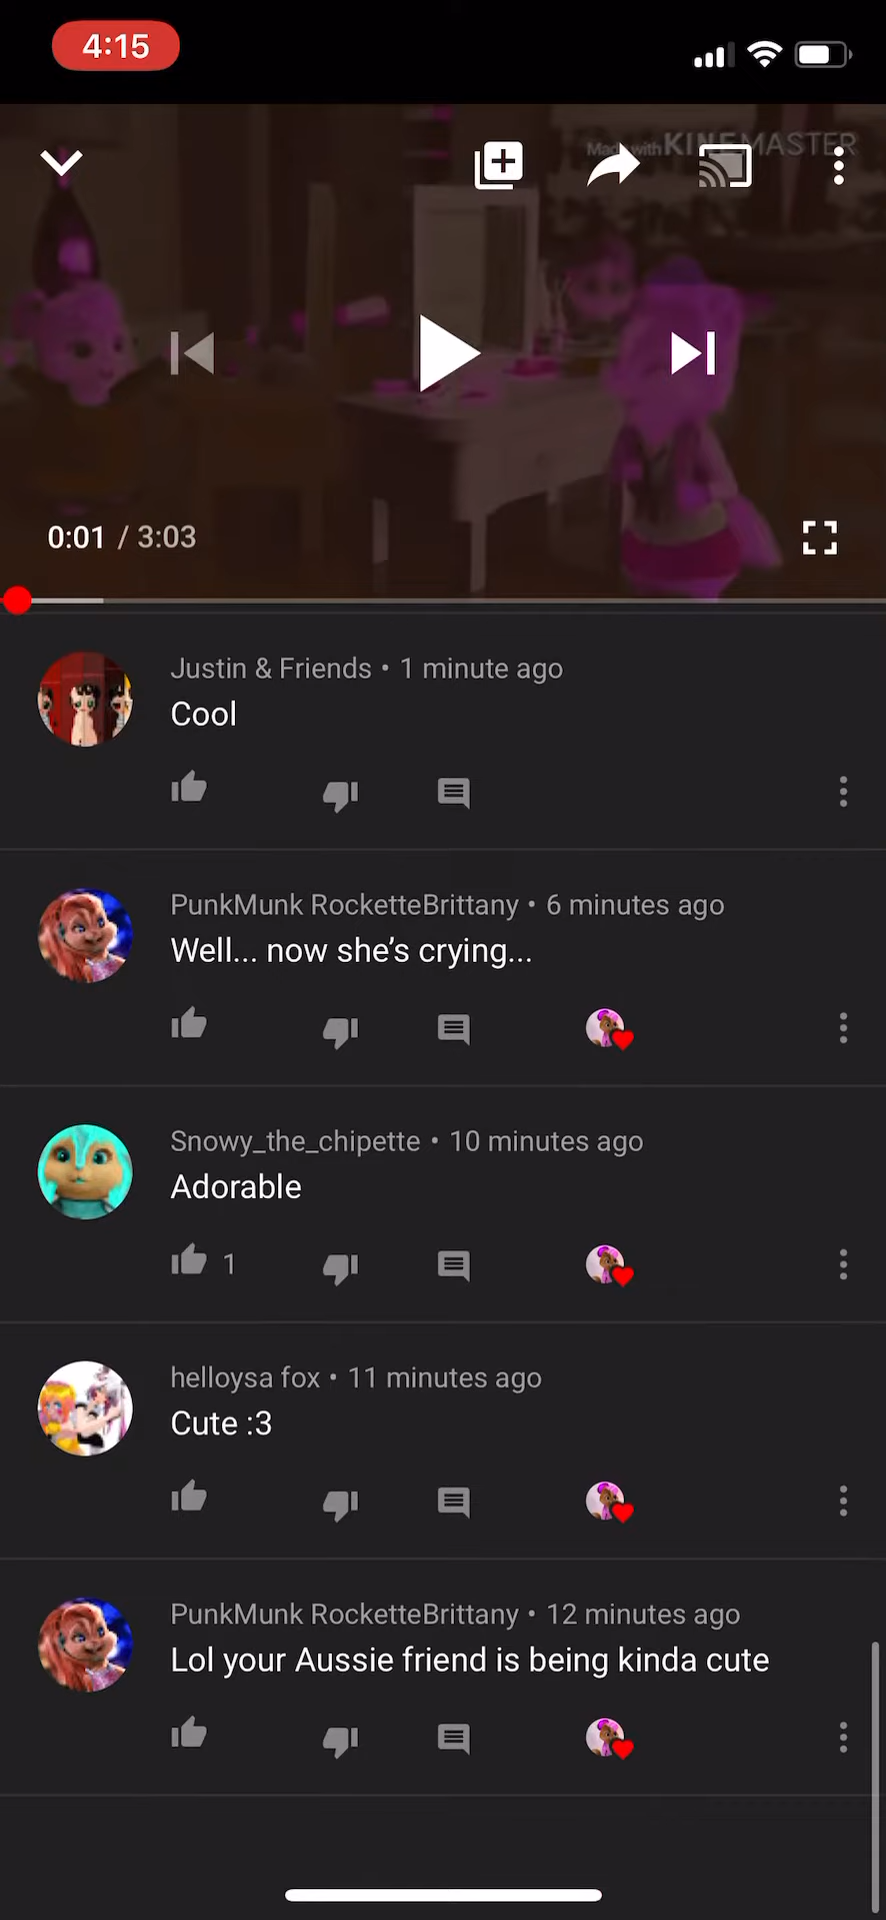 4:15
Made with KINEMASTER
0:01 / 3:03
Justin & Friends • 1 minute ago
Cool
PunkMunk RocketteBrittany • 6 minutes ago
Well... now she’s crying...
Snowy_the_chipette • 10 minutes ago
Adorable
1
helloysa fox • 11 minutes ago
Cute :3
PunkMunk RocketteBrittany • 12 minutes ago
Lol your Aussie friend is being kinda cute